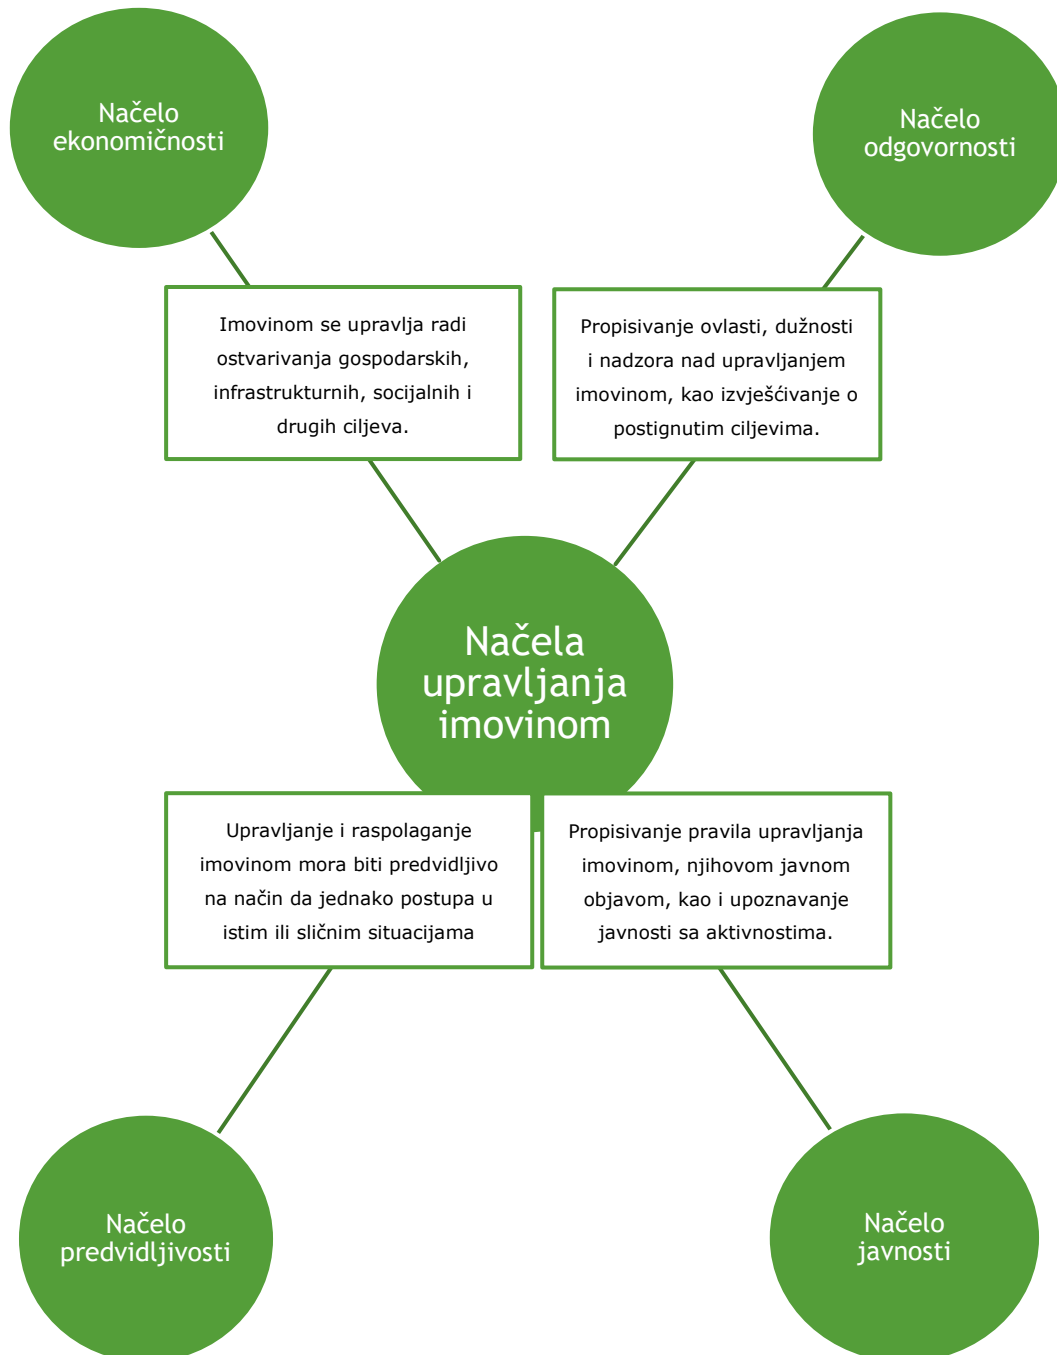 Načelo
ekonomičnosti
Načelo
odgovornosti
Imovinom se upravlja radi
ostvarivanja gospodarskih,
infrastrukturnih, socijalnih i
drugih ciljeva.
Propisivanje ovlasti, dužnosti
i nadzora nad upravljanjem
imovinom, kao izvješćivanje o
postignutim ciljevima.
Načela
upravljanja
imovinom
Upravljanje i raspolaganje
imovinom mora biti predvidljivo
na način da jednako postupa u
istim ili sličnim situacijama
Propisivanje pravila upravljanja
imovinom, njihovom javnom
objavom, kao i upoznavanje
javnosti sa aktivnostima.
Načelo
predvidljivosti
Načelo
javnosti